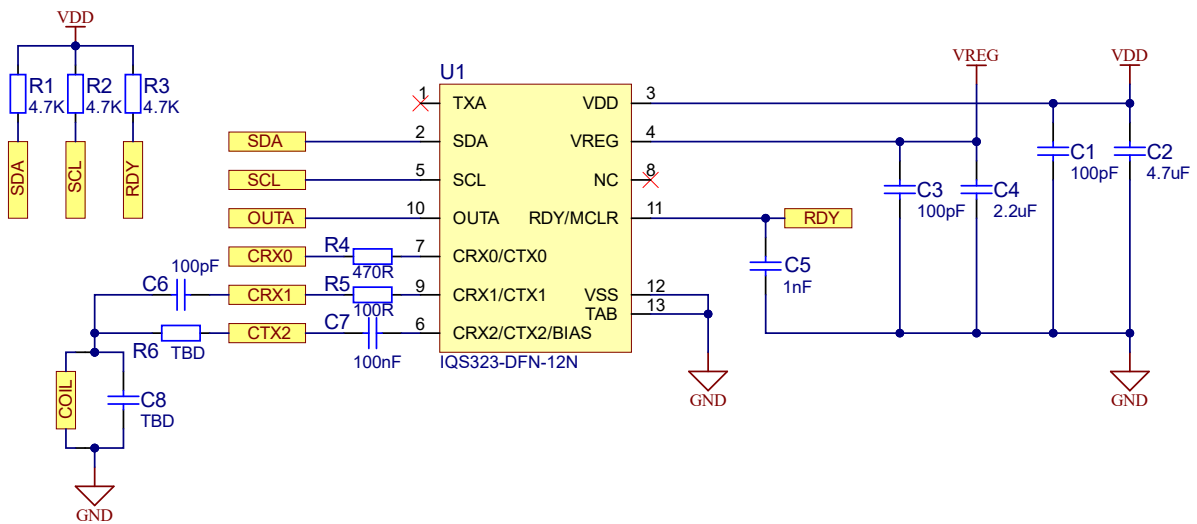 VDD
R1
4.7K
R2
4.7K
R3
4.7K
SDA
SCL
RDY
U1
1
TXA
VDD
3
SDA
2
SDA
VREG
4
SCL
5
SCL
NC
8
OUTA
10
OUTA
RDY/MCLR
11
RDY
CRX0
R4
470R
7
CRX0/CTX0
C6
100pF
CRX1
R5
100R
9
CRX1/CTX1
VSS
12
TAB
13
R6
TBD
CTX2
C7
100nF
6
CRX2/CTX2/BIAS
IQS323-DFN-12N
COIL
C8
TBD
GND
GND
VREG
VDD
C1
100pF
C2
4.7uF
C3
100pF
C4
2.2uF
C5
1nF
GND